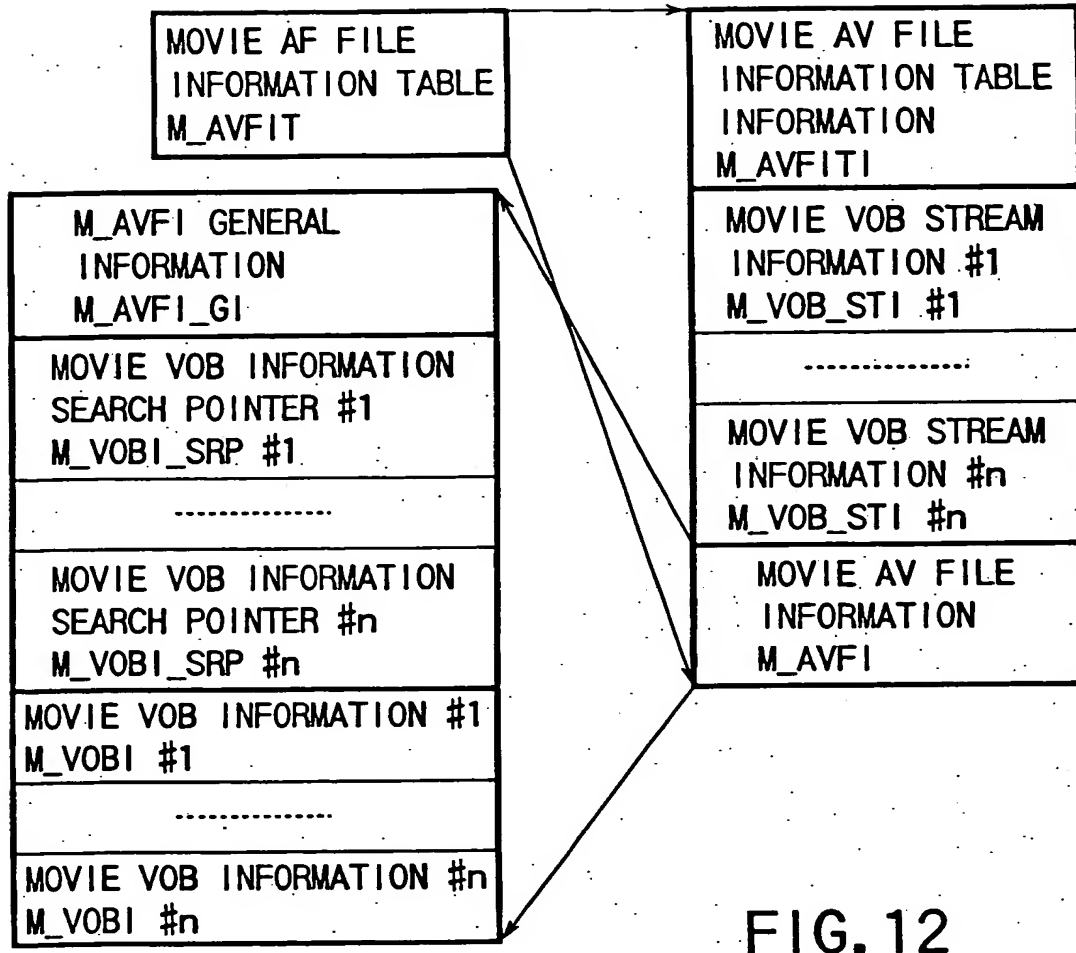 MOVIE AF FILE
INFORMATION TABLE
M_AVFIT
MOVIE AV FILE
INFORMATION TABLE
INFORMATION
M_AVFITI
MOVIE VOB STREAM
INFORMATION #1
M_VOB_STI #1
MOVIE VOB STREAM
INFORMATION #n
M_VOB_STI #n
MOVIE AV FILE
INFORMATION
M_AVFI
M_AVFI GENERAL
INFORMATION
M_AVFI_GI
MOVIE VOB INFORMATION
SEARCH POINTER #1
M_VOBI_SRP #1
MOVIE VOB INFORMATION
SEARCH POINTER #n
M_VOBI_SRP #n
MOVIE VOB INFORMATION #1
M_VOBI #1
MOVIE VOB INFORMATION #n
M_VOBI #n
FIG. 12